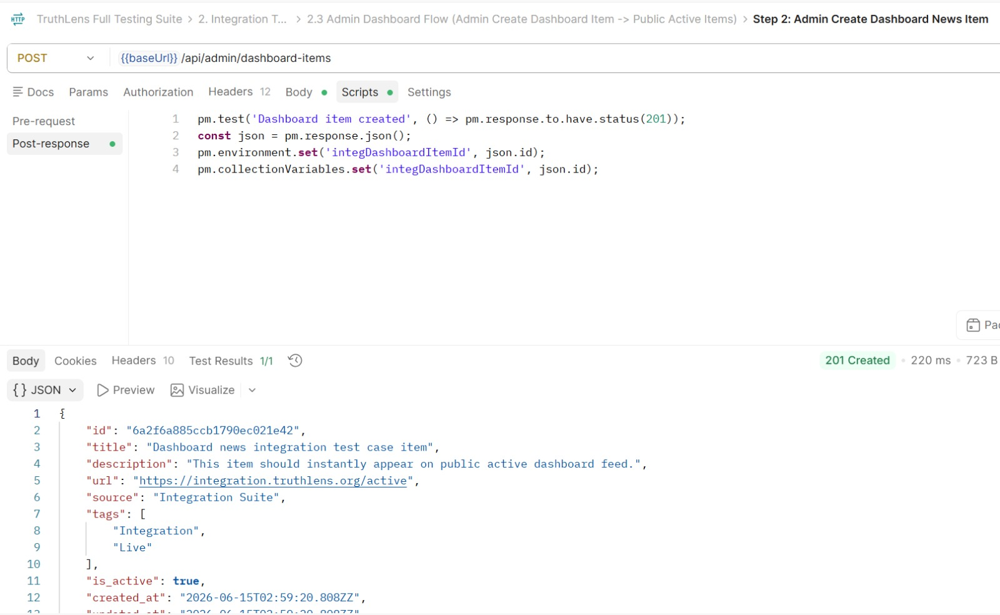 HTTP TruthLens Full Testing Suite > 2. Integration T... > 2.3 Admin Dashboard Flow (Admin Create Dashboard Item -> Public Active Items) > Step 2: Admin Create Dashboard News Item
POST {{baseUrl}} /api/admin/dashboard-items
Docs Params Authorization Headers 12 Body Scripts Settings
Pre-request
Post-response
1 pm.test('Dashboard item created', () => pm.response.to.have.status(201));
2 const json = pm.response.json();
3 pm.environment.set('integDashboardItemId', json.id);
4 pm.collectionVariables.set('integDashboardItemId', json.id);
Body Cookies Headers 10 Test Results 1/1 201 Created • 220 ms • 723 B
{} JSON Preview Visualize
1 {
2 "id": "6a2f6a885ccb1790ec021e42",
3 "title": "Dashboard news integration test case item",
4 "description": "This item should instantly appear on public active dashboard feed.",
5 "url": "https://integration.truthlens.org/active",
6 "source": "Integration Suite",
7 "tags": [
8 "Integration",
9 "Live"
10 ],
11 "is_active": true,
12 "created_at": "2026-06-15T02:59:20.808ZZ",